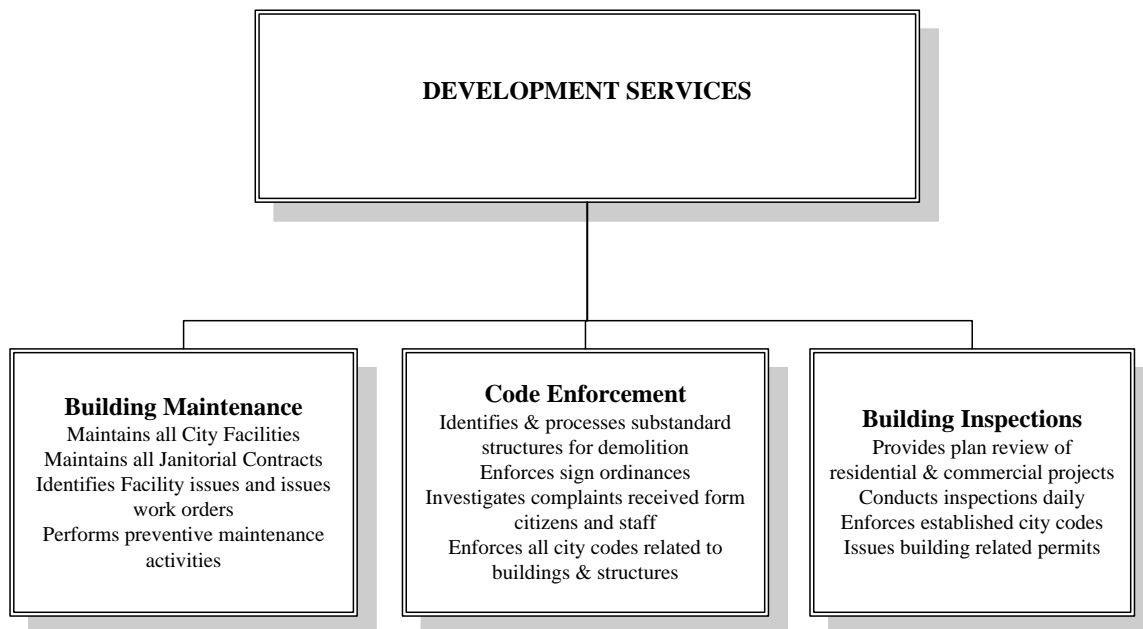 DEVELOPMENT SERVICES
Building Maintenance
Maintains all City Facilities
Maintains all Janitorial Contracts
Identifies Facility issues and issues
work orders
Performs preventive maintenance
activities
Code Enforcement
Identifies & processes substandard
structures for demolition
Enforces sign ordinances
Investigates complaints received form
citizens and staff
Enforces all city codes related to
buildings & structures
Building Inspections
Provides plan review of
residential & commercial projects
Conducts inspections daily
Enforces established city codes
Issues building related permits